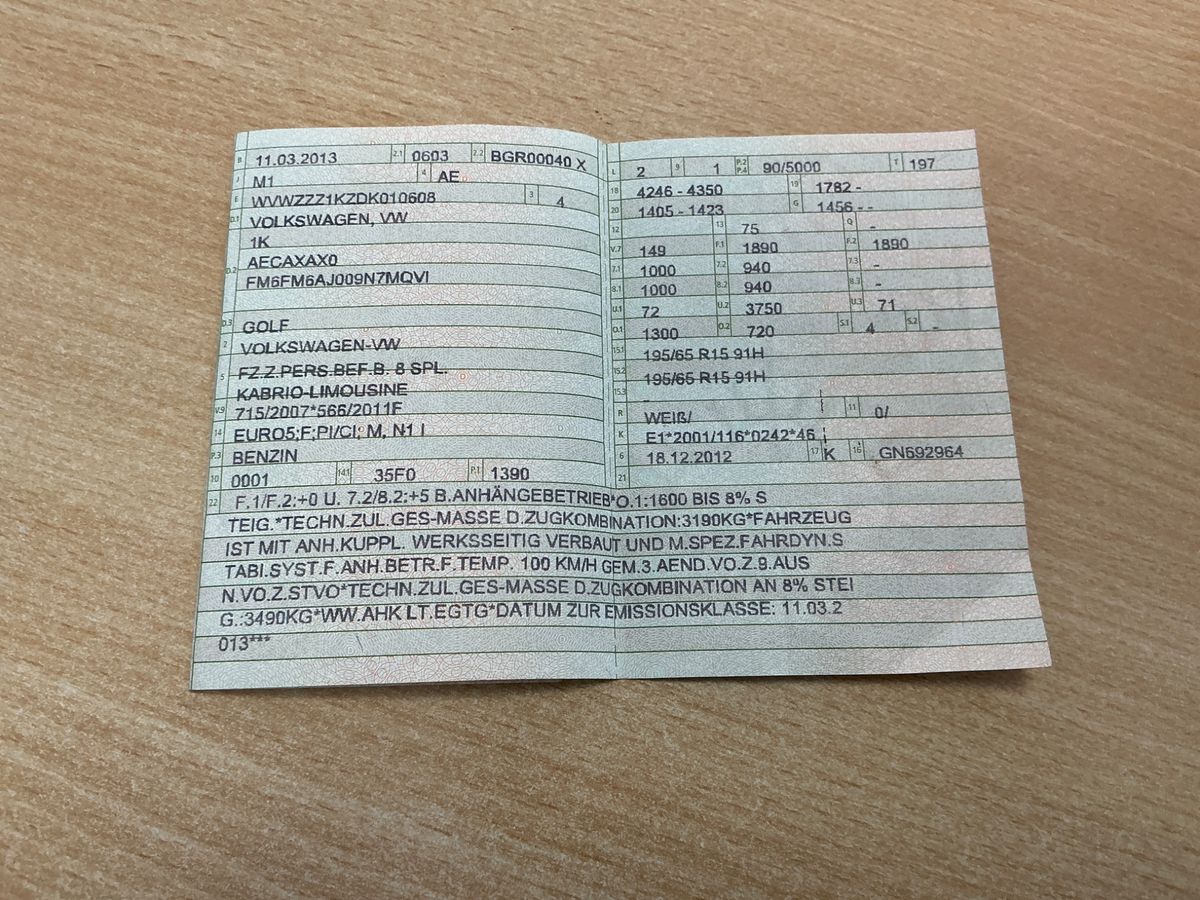 B 11.03.2013 2.1 0603 2.2 BGR00040 X
J M1 4 AE
E WVWZZZ1KZDK010608 3 4
D.1 VOLKSWAGEN, VW
1K
D.2 AECAXAX0
FM6FM6AJ009N7MQVI
D.3 GOLF
2 VOLKSWAGEN-VW
5 FZ.Z.PERS.BEF.B. 8 SPL.
KABRIO-LIMOUSINE
V.9 715/2007*566/2011F
14 EURO5;F;PI/CI; M, N1 I
P.3 BENZIN
10 0001 14.1 35F0 P.1 1390
L 2 9 1 P.2 P.4 90/5000 T 197
18 4246 - 4350 19 1782 -
20 1405 - 1423 G 1456 - -
12 13 75 Q -
V.7 149 F.1 1890 F.2 1890
7.1 1000 7.2 940 7.3 -
8.1 1000 8.2 940 8.3 -
U.1 72 U.2 3750 U.3 71
O.1 1300 O.2 720 S.1 4 S.2 -
15.1 195/65 R15 91H
15.2 195/65 R15 91H
15.3 -
R WEIß/ 11 0/
K E1*2001/116*0242*46
6 18.12.2012 17 K 16 GN692964
21
22 F.1/F.2:+0 U. 7.2/8.2:+5 B.ANHÄNGEBETRIEB*O.1:1600 BIS 8% S
TEIG.*TECHN.ZUL.GES-MASSE D.ZUGKOMBINATION:3190KG*FAHRZEUG
IST MIT ANH.KUPPL. WERKSSEITIG VERBAUT UND M.SPEZ.FAHRDYN.S
TABI.SYST.F.ANH.BETR.F.TEMP. 100 KM/H GEM.3.AEND.VO.Z.9.AUS
N.VO.Z.STVO*TECHN.ZUL.GES-MASSE D.ZUGKOMBINATION AN 8% STEI
G.:3490KG*WW.AHK LT.EGTG*DATUM ZUR EMISSIONSKLASSE: 11.03.2
013***